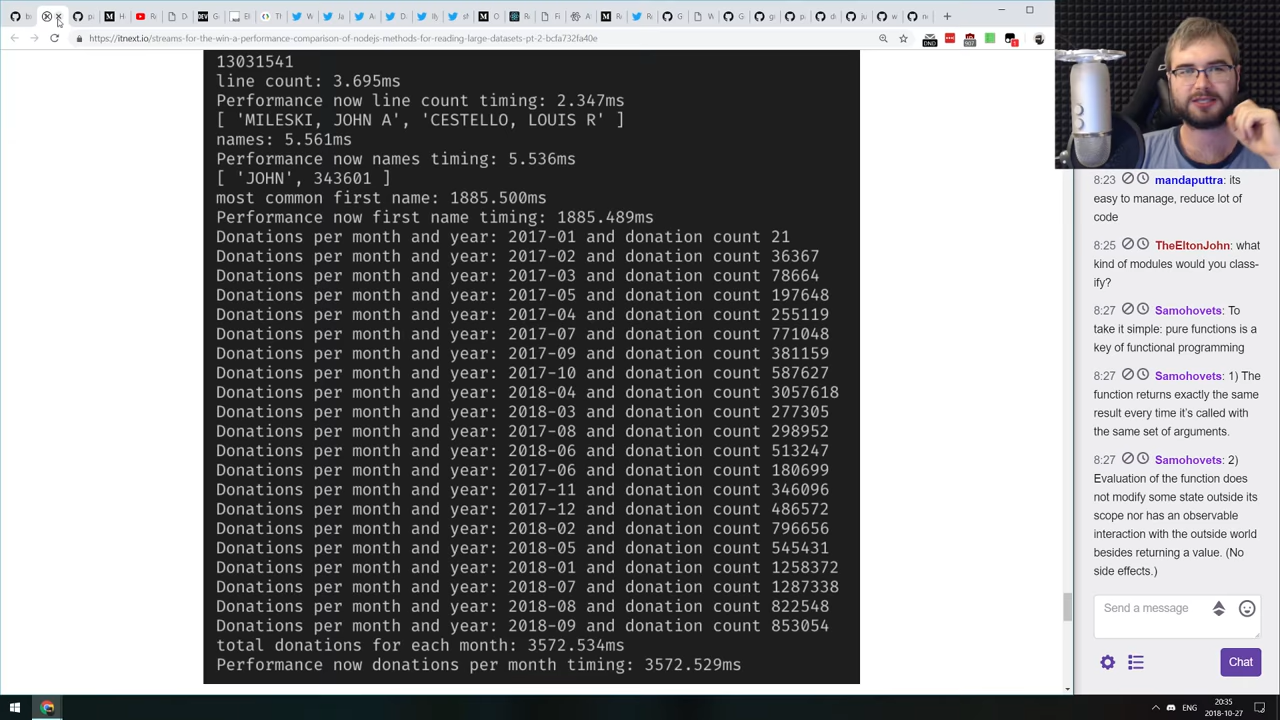 https://itnext.io/streams-for-the-win-a-performance-comparison-of-nodejs-methods-for-reading-large-datasets-pt-2-bcfa732fa40e
13031541
line count: 3.695ms
Performance now line count timing: 2.347ms
[ 'MILESKI, JOHN A', 'CESTELLO, LOUIS R' ]
names: 5.561ms
Performance now names timing: 5.536ms
[ 'JOHN', 343601 ]
most common first name: 1885.500ms
Performance now first name timing: 1885.489ms
Donations per month and year: 2017-01 and donation count 21
Donations per month and year: 2017-02 and donation count 36367
Donations per month and year: 2017-03 and donation count 78664
Donations per month and year: 2017-05 and donation count 197648
Donations per month and year: 2017-04 and donation count 255119
Donations per month and year: 2017-07 and donation count 771048
Donations per month and year: 2017-09 and donation count 381159
Donations per month and year: 2017-10 and donation count 587627
Donations per month and year: 2018-04 and donation count 3057618
Donations per month and year: 2018-03 and donation count 277305
Donations per month and year: 2017-08 and donation count 298952
Donations per month and year: 2018-06 and donation count 513247
Donations per month and year: 2017-06 and donation count 180699
Donations per month and year: 2017-11 and donation count 346096
Donations per month and year: 2017-12 and donation count 486572
Donations per month and year: 2018-02 and donation count 796656
Donations per month and year: 2018-05 and donation count 545431
Donations per month and year: 2018-01 and donation count 1258372
Donations per month and year: 2018-07 and donation count 1287338
Donations per month and year: 2018-08 and donation count 822548
Donations per month and year: 2018-09 and donation count 853054
total donations for each month: 3572.534ms
Performance now donations per month timing: 3572.529ms
8:23 mandaputtra: its
easy to manage, reduce lot of
code
8:25 TheEltonJohn: what
kind of modules would you class-
ify?
8:27 Samohovets: To
take it simple: pure functions is a
key of functional programming
8:27 Samohovets: 1) The
function returns exactly the same
result every time it's called with
the same set of arguments.
8:27 Samohovets: 2)
Evaluation of the function does
not modify some state outside its
scope nor has an observable
interaction with the outside world
besides returning a value. (No
side effects.)
Send a message
Chat
ENG
20:35
2018-10-27